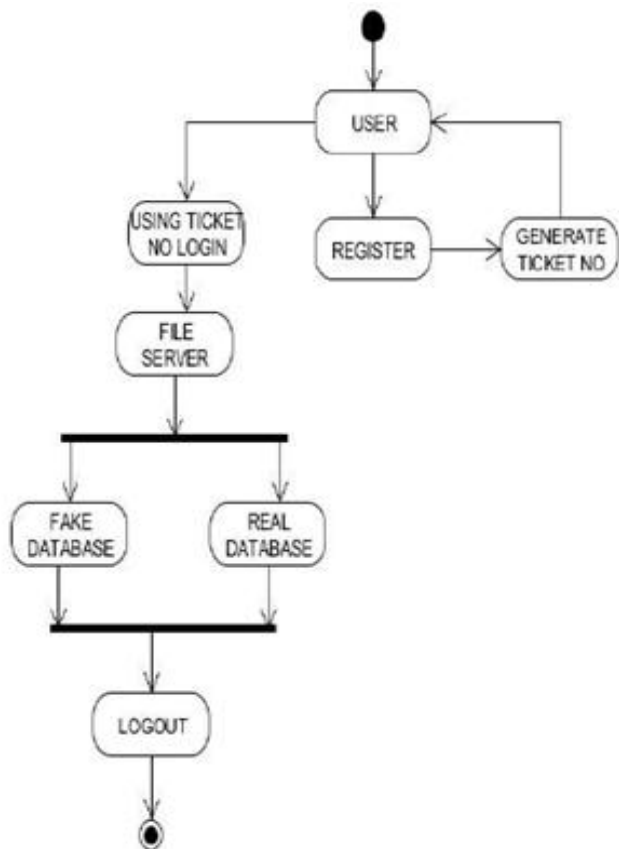 USER
USING TICKET
NO LOGIN
REGISTER
GENERATE
TICKET NO
FILE
SERVER
FAKE
DATABASE
REAL
DATABASE
LOGOUT